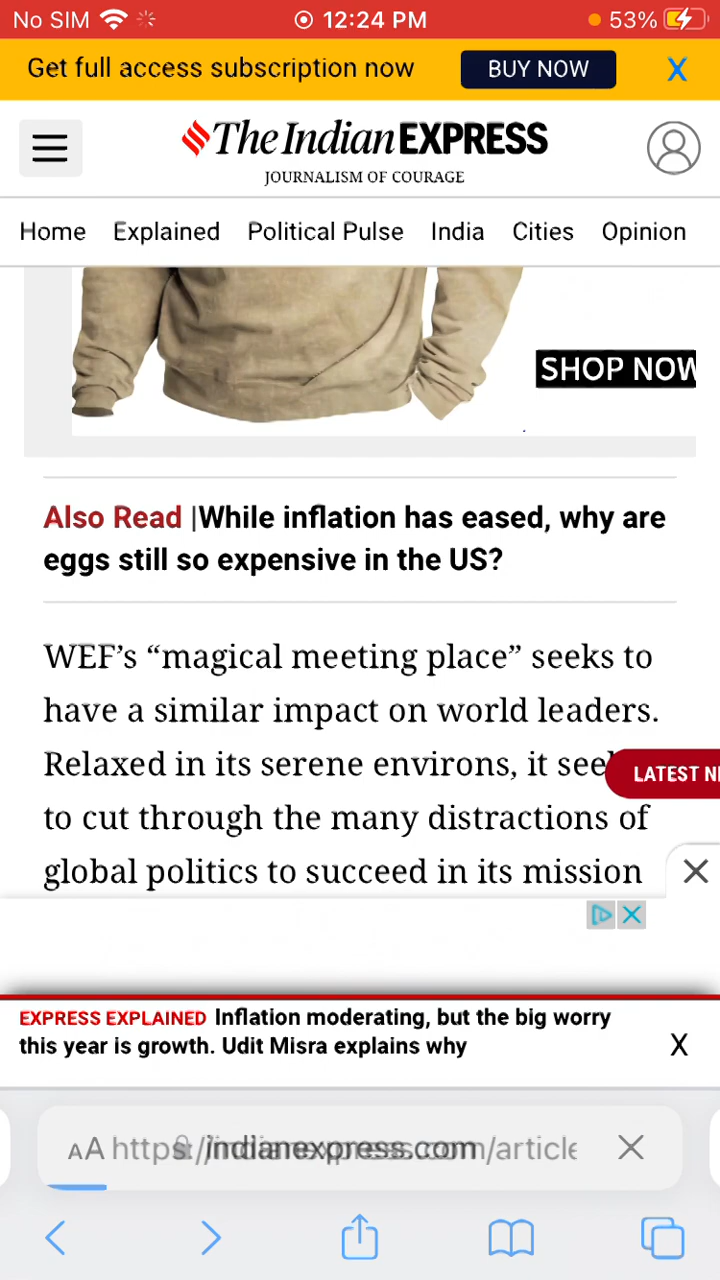 No SIM 12:24 PM 53%
Get full access subscription now BUY NOW X
The Indian EXPRESS
JOURNALISM OF COURAGE
Home Explained Political Pulse India Cities Opinion
SHOP NOW
Also Read |While inflation has eased, why are
eggs still so expensive in the US?
WEF’s “magical meeting place” seeks to
have a similar impact on world leaders.
Relaxed in its serene environs, it see
LATEST N
to cut through the many distractions of
global politics to succeed in its mission
EXPRESS EXPLAINED Inflation moderating, but the big worry
this year is growth. Udit Misra explains why X
AA https://indianexpress.com/article